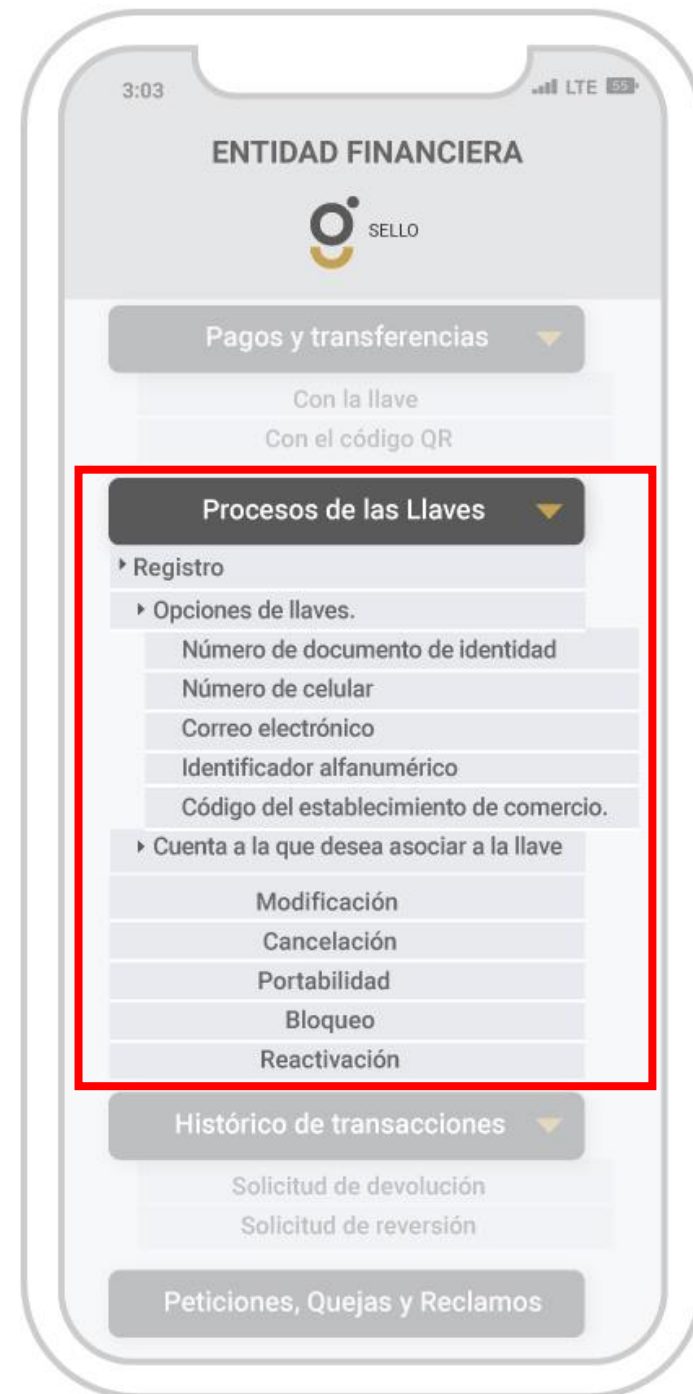 3:03 LTE 55
ENTIDAD FINANCIERA
g SELLO
Pagos y transferencias
Con la llave
Con el código QR
Procesos de las Llaves
Registro
Opciones de llaves.
Número de documento de identidad
Número de celular
Correo electrónico
Identificador alfanumérico
Código del establecimiento de comercio.
Cuenta a la que desea asociar a la llave
Modificación
Cancelación
Portabilidad
Bloqueo
Reactivación
Histórico de transacciones
Solicitud de devolución
Solicitud de reversión
Peticiones, Quejas y Reclamos